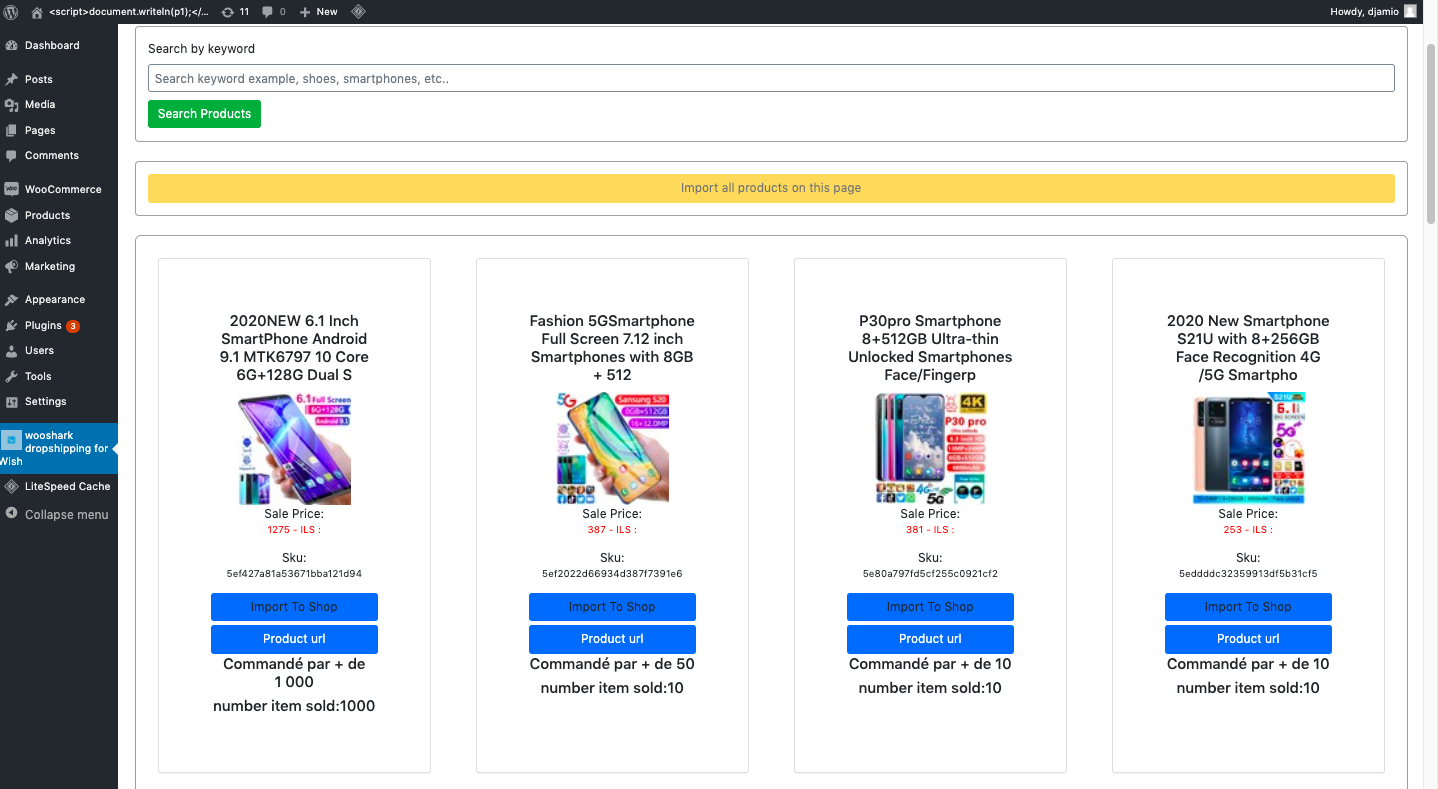 <script>document.writeln(p1);</...
11
0
New
Howdy, djamio
Dashboard
Posts
Media
Pages
Comments
WooCommerce
Products
Analytics
Marketing
Appearance
Plugins 3
Users
Tools
Settings
wooshark
dropshipping for
Wish
LiteSpeed Cache
Collapse menu
Search by keyword
Search keyword example, shoes, smartphones, etc..
Search Products
Import all products on this page
2020NEW 6.1 Inch
SmartPhone Android
9.1 MTK6797 10 Core
6G+128G Dual S
6.1 Full Screen
6G+128G
Android 9.1
Sale Price:
1275 - ILS :
Sku:
5ef427a81a53671bba121d94
Import To Shop
Product url
Commandé par + de
1 000
number item sold:1000
Fashion 5GSmartphone
Full Screen 7.12 inch
Smartphones with 8GB
+ 512
5G
Samsung S20
8GB+512GB
16+32.0MP
Sale Price:
387 - ILS :
Sku:
5ef2022d66934d387f7391e6
Import To Shop
Product url
Commandé par + de 50
number item sold:10
P30pro Smartphone
8+512GB Ultra-thin
Unlocked Smartphones
Face/Fingerp
4K
P30 pro
4G
5G
Sale Price:
381 - ILS :
Sku:
5e80a797fd5cf255c0921cf2
Import To Shop
Product url
Commandé par + de 10
number item sold:10
2020 New Smartphone
S21U with 8+256GB
Face Recognition 4G
/5G Smartpho
S21U
5G
Sale Price:
253 - ILS :
Sku:
5eddddc32359913df5b31cf5
Import To Shop
Product url
Commandé par + de 10
number item sold:10